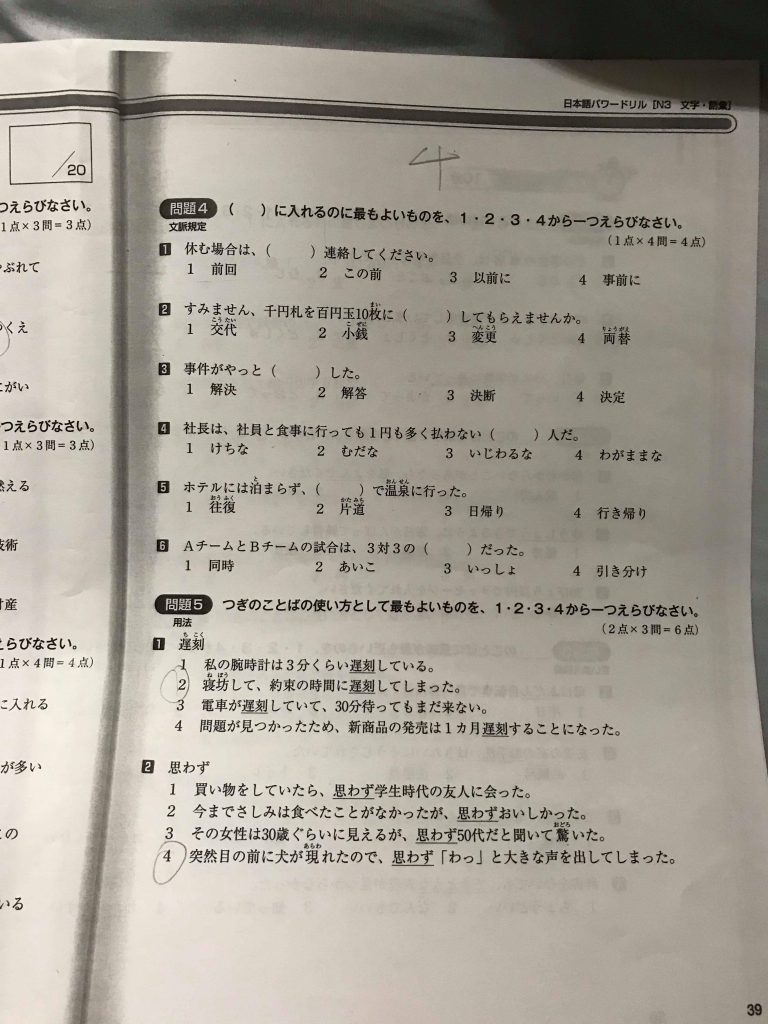 日本語パワードリル［N3 文字・語彙］
／20
4
つえらびなさい。
1点×3問＝3点）
やぶれて
くえ
にがい
一つえらびなさい。
1点×3問＝3点）
燃える
技術
財産
えらびなさい。
1点×4問＝4点）
に入れる
が多い
との
いる
問題4 （ ）に入れるのに最もよいものを、1・2・3・4から一つえらびなさい。
文脈規定
（1点×4問＝4点）
1 休む場合は、（ ）連絡してください。
1 前回 2 この前 3 以前に 4 事前に
2 すみません、千円札を百円玉10枚に（ ）してもらえませんか。
1 交代 2 小銭 3 変更 4 両替
3 事件がやっと（ ）した。
1 解決 2 解答 3 決断 4 決定
4 社長は、社員と食事に行っても1円も多く払わない（ ）人だ。
1 けちな 2 むだな 3 いじわるな 4 わがままな
5 ホテルには泊まらず、（ ）で温泉に行った。
1 往復 2 片道 3 日帰り 4 行き帰り
6 AチームとBチームの試合は、3対3の（ ）だった。
1 同時 2 あいこ 3 いっしょ 4 引き分け
問題5 つぎのことばの使い方として最もよいものを、1・2・3・4から一つえらびなさい。
用法
（2点×3問＝6点）
1 遅刻
1 私の腕時計は3分くらい遅刻している。
2 寝坊して、約束の時間に遅刻してしまった。
3 電車が遅刻していて、30分待ってもまだ来ない。
4 問題が見つかったため、新商品の発売は1カ月遅刻することになった。
2 思わず
1 買い物をしていたら、思わず学生時代の友人に会った。
2 今までさしみは食べたことがなかったが、思わずおいしかった。
3 その女性は30歳ぐらいに見えるが、思わず50代だと聞いて驚いた。
4 突然目の前に犬が現れたので、思わず「わっ」と大きな声を出してしまった。
39